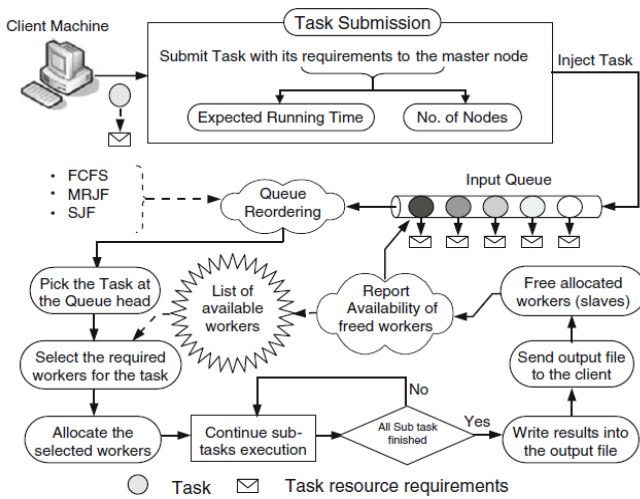 Client Machine
Task Submission
Submit Task with its requirements to the master node
Expected Running Time
No. of Nodes
Inject Task
• FCFS
• MRJF
• SJF
Queue
Reordering
Input Queue
Pick the Task at
the Queue head
List of
available
workers
Report
Availability of
freed workers
Free allocated
workers (slaves)
Select the required
workers for the task
Send output file
to the client
No
Allocate the
selected workers
Continue sub-
tasks execution
All Sub task
finished
Yes
Write results into
the output file
Task
Task resource requirements